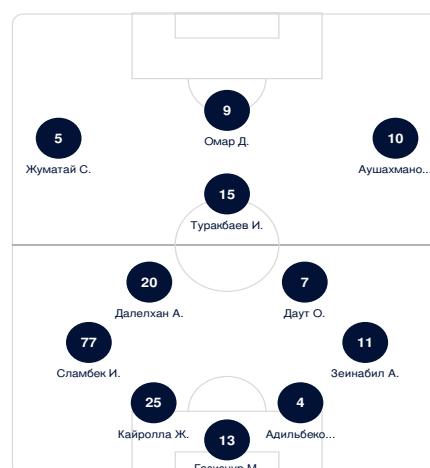 9
Омар Д.
5
Жуматай С.
10
Аушахмано...
15
Туракбаев И.
20
Далелхан А.
7
Даут О.
77
Сламбек И.
11
Зеинабил А.
25
Кайролла Ж.
4
Адильбеко...
13